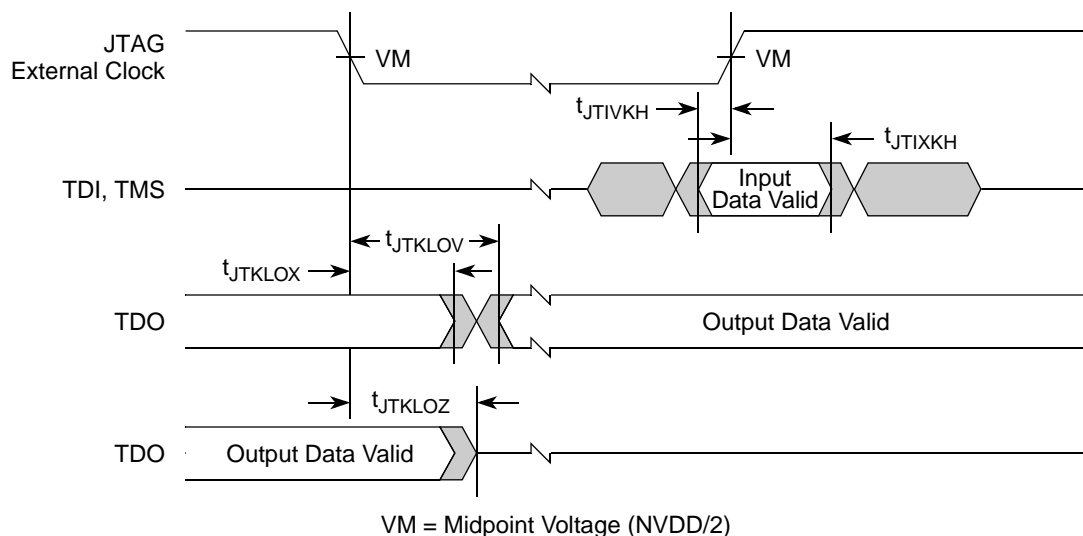 JTAG
External Clock
VM
VM
tJTIVKH
tJTIXKH
TDI, TMS
Input
Data Valid
tJTKLOV
tJTKLOX
TDO
Output Data Valid
tJTKLOZ
TDO
Output Data Valid
VM = Midpoint Voltage (NVDD/2)